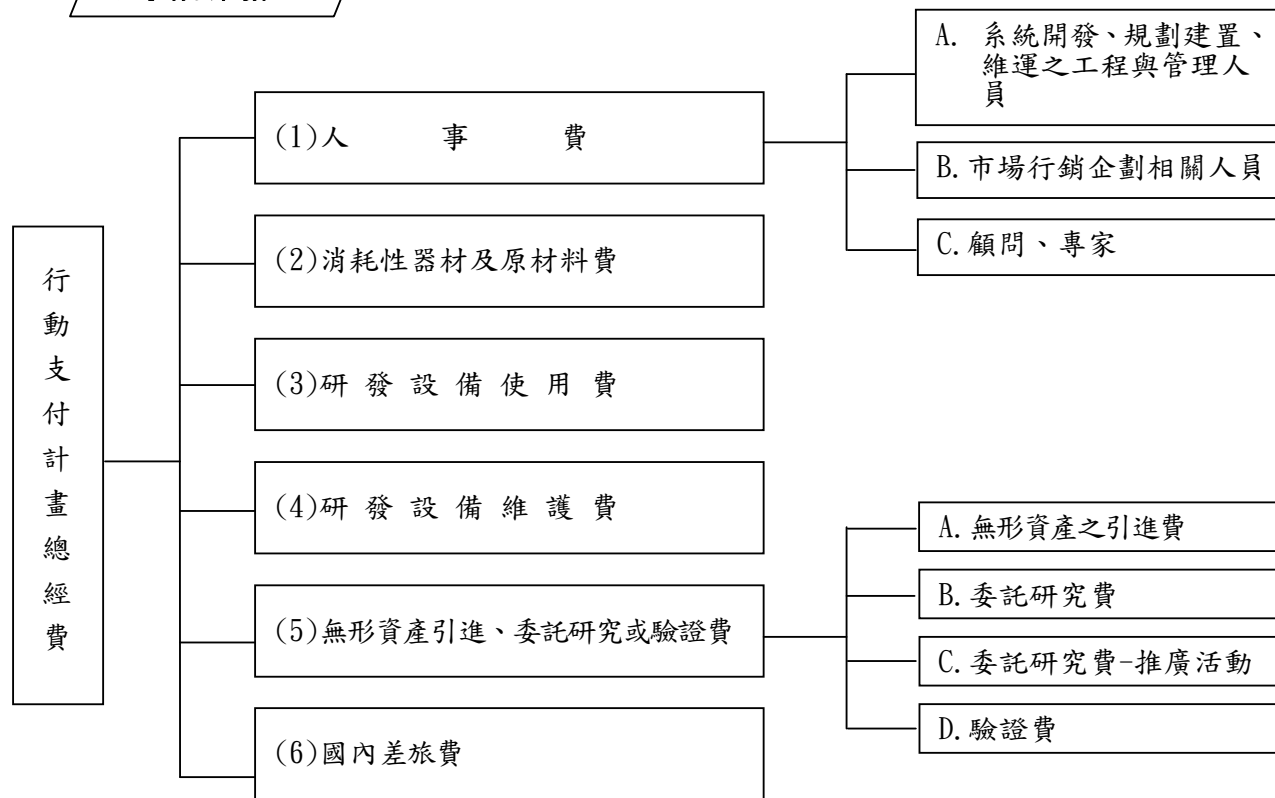 行動支付計畫總經費
(1)人 事 費
A. 系統開發、規劃建置、
維運之工程與管理人
員
B.市場行銷企劃相關人員
C.顧問、專家
(2)消耗性器材及原材料費
(3)研發設備使用費
(4)研發設備維護費
(5)無形資產引進、委託研究或驗證費
A.無形資產之引進費
B.委託研究費
C.委託研究費-推廣活動
D.驗證費
(6)國內差旅費